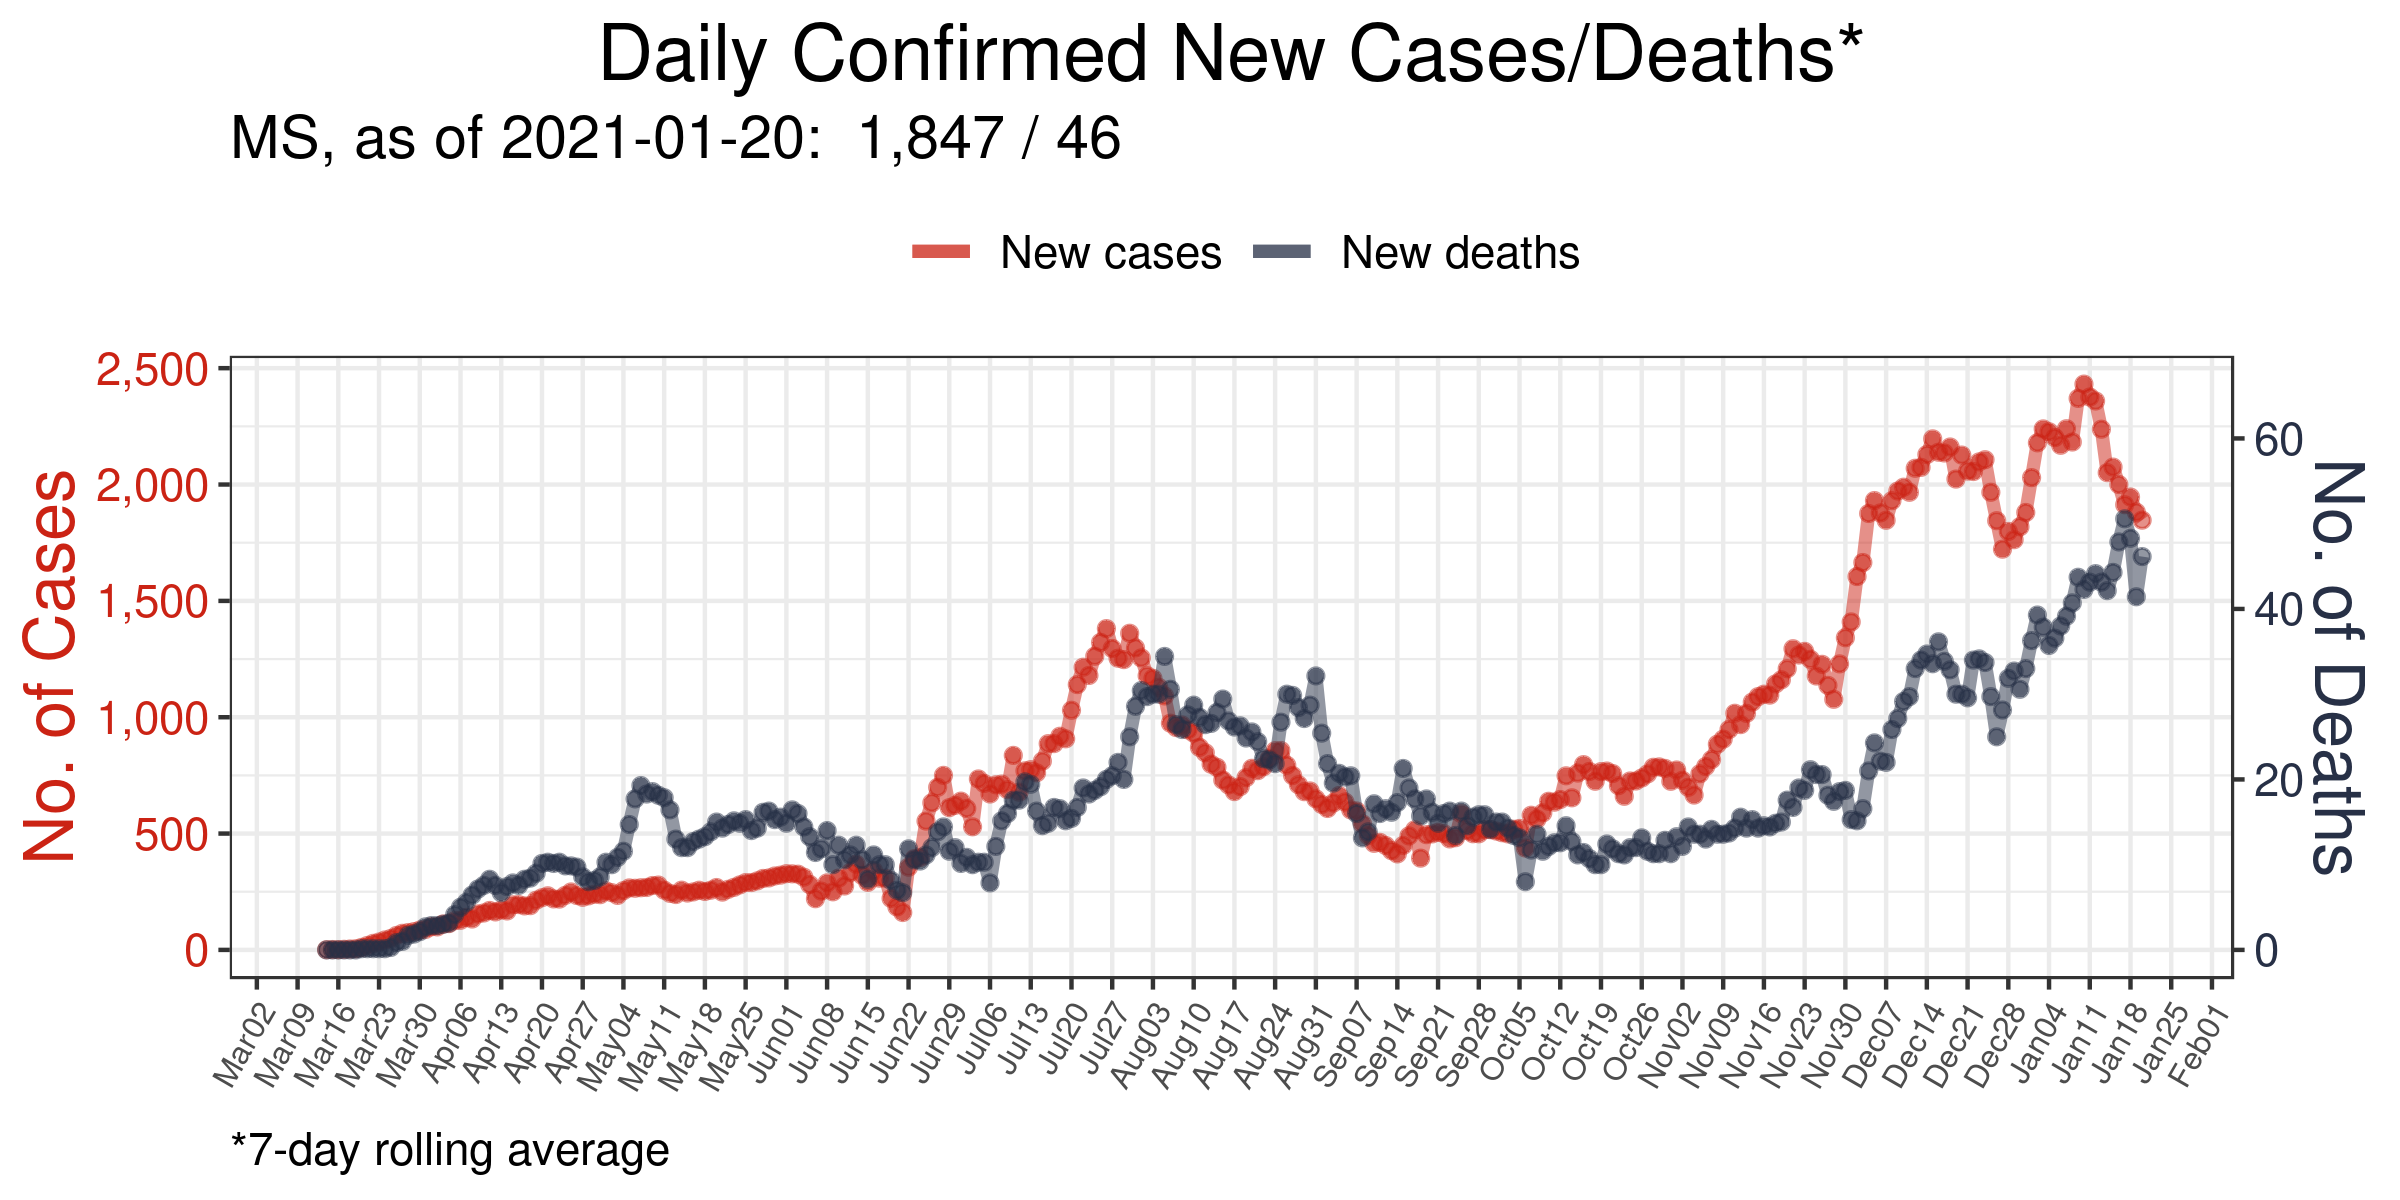 Daily Confirmed New Cases/Deaths*
MS, as of 2021-01-20:  1,847 / 46
New cases
New deaths
No. of Cases
2,500
2,000
1,500
1,000
500
0
60
40
20
0
No. of Deaths
Mar02
Mar09
Mar16
Mar23
Mar30
Apr06
Apr13
Apr20
Apr27
May04
May11
May18
May25
Jun01
Jun08
Jun15
Jun22
Jun29
Jul06
Jul13
Jul20
Jul27
Aug03
Aug10
Aug17
Aug24
Aug31
Sep07
Sep14
Sep21
Sep28
Oct05
Oct12
Oct19
Oct26
Nov02
Nov09
Nov16
Nov23
Nov30
Dec07
Dec14
Dec21
Dec28
Jan04
Jan11
Jan18
Jan25
Feb01
*7-day rolling average